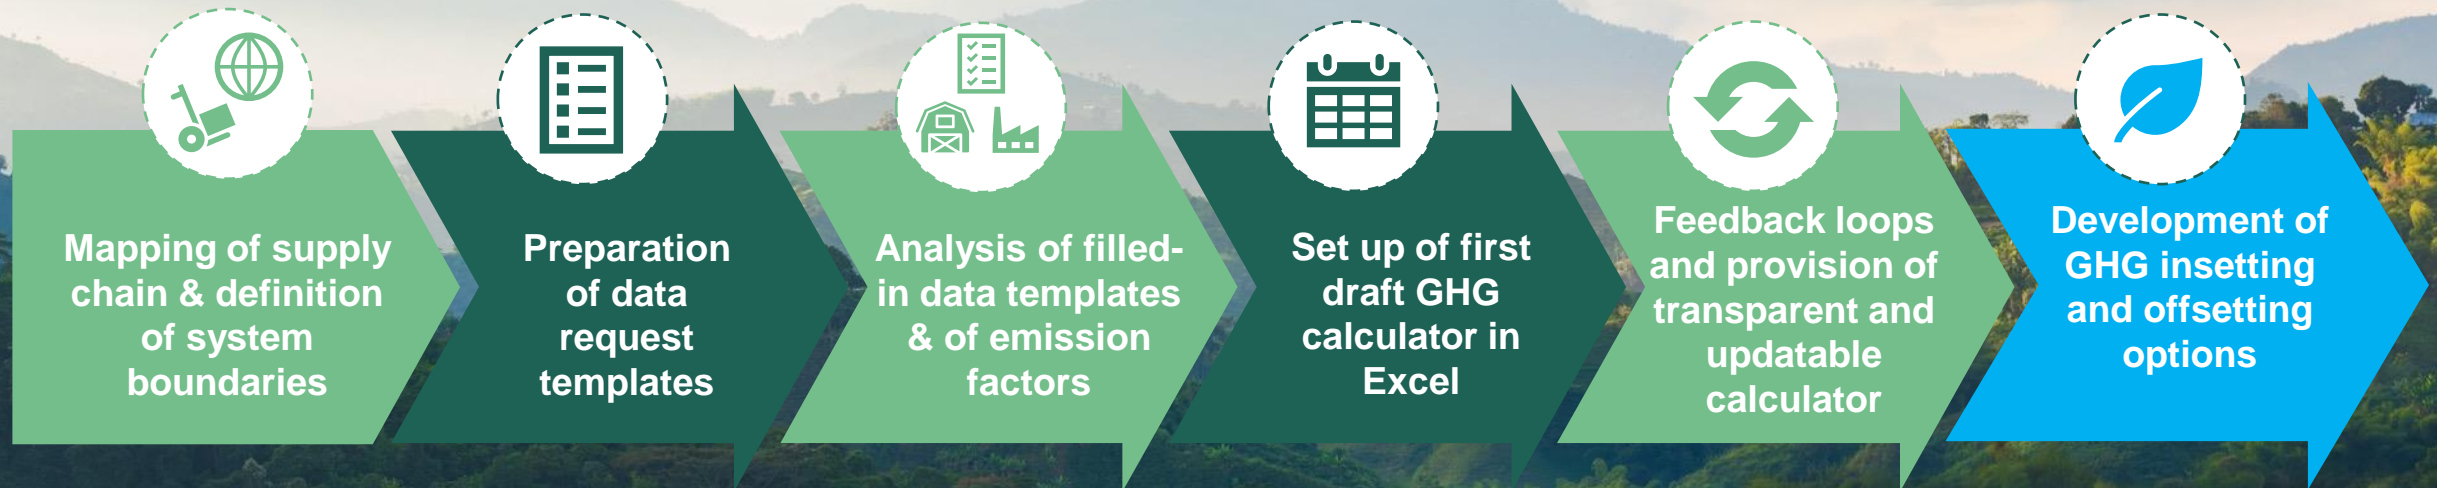 Mapping of supply
chain & definition
of system
boundaries
Preparation
of data
request
templates
Analysis of filled-
in data templates
& of emission
factors
Set up of first
draft GHG
calculator in
Excel
Feedback loops
and provision of
transparent and
updatable
calculator
Development of
GHG insetting
and offsetting
options